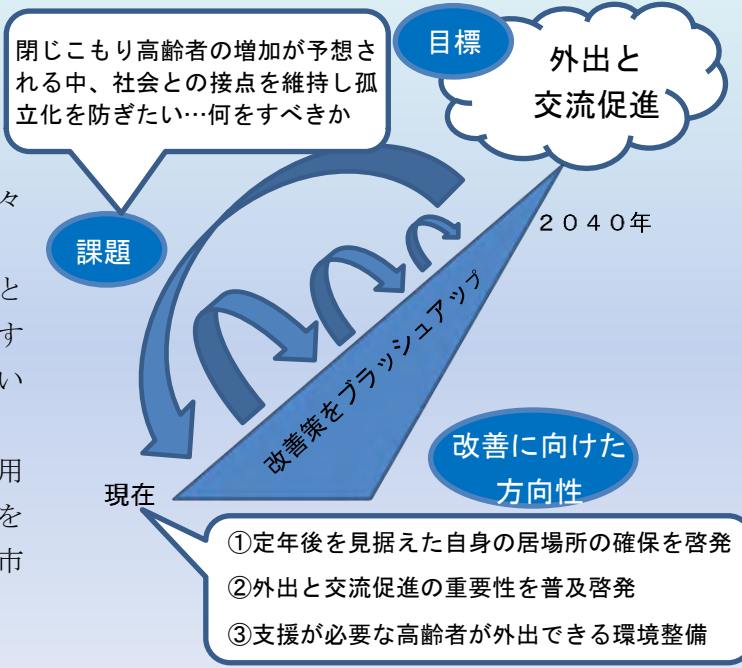 閉じこもり高齢者の増加が予想さ
れる中、社会との接点を維持し孤
立化を防ぎたい…何をすべきか
目標
外出と
交流促進
々
課題
２０４０年
と
す
い
改善策をブラッシュアップ
用
を
市
改善に向けた
方向性
現在
①定年後を見据えた自身の居場所の確保を啓発
②外出と交流促進の重要性を普及啓発
③支援が必要な高齢者が外出できる環境整備